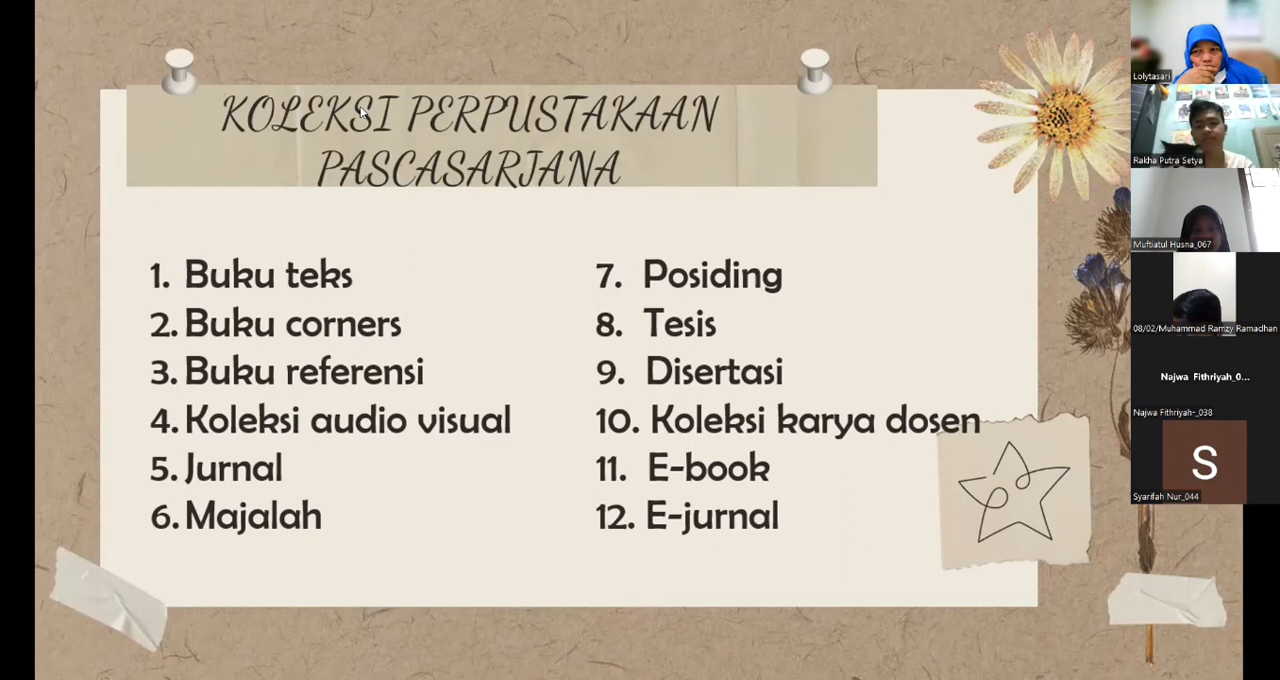 KOLEKSI PERPUSTAKAAN
PASCASARJANA
1. Buku teks
2. Buku corners
3. Buku referensi
4. Koleksi audio visual
5. Jurnal
6. Majalah
7. Posiding
8. Tesis
9. Disertasi
10. Koleksi karya dosen
11. E-book
12. E-jurnal
Lolytasari
Rakha Putra Setya
Muftiatul Husna_067
08/02/Muhammad Ramzy Ramadhan
Najwa Fithriyah_0...
Najwa Fithriyah-_038
S
Syarifah Nur_044